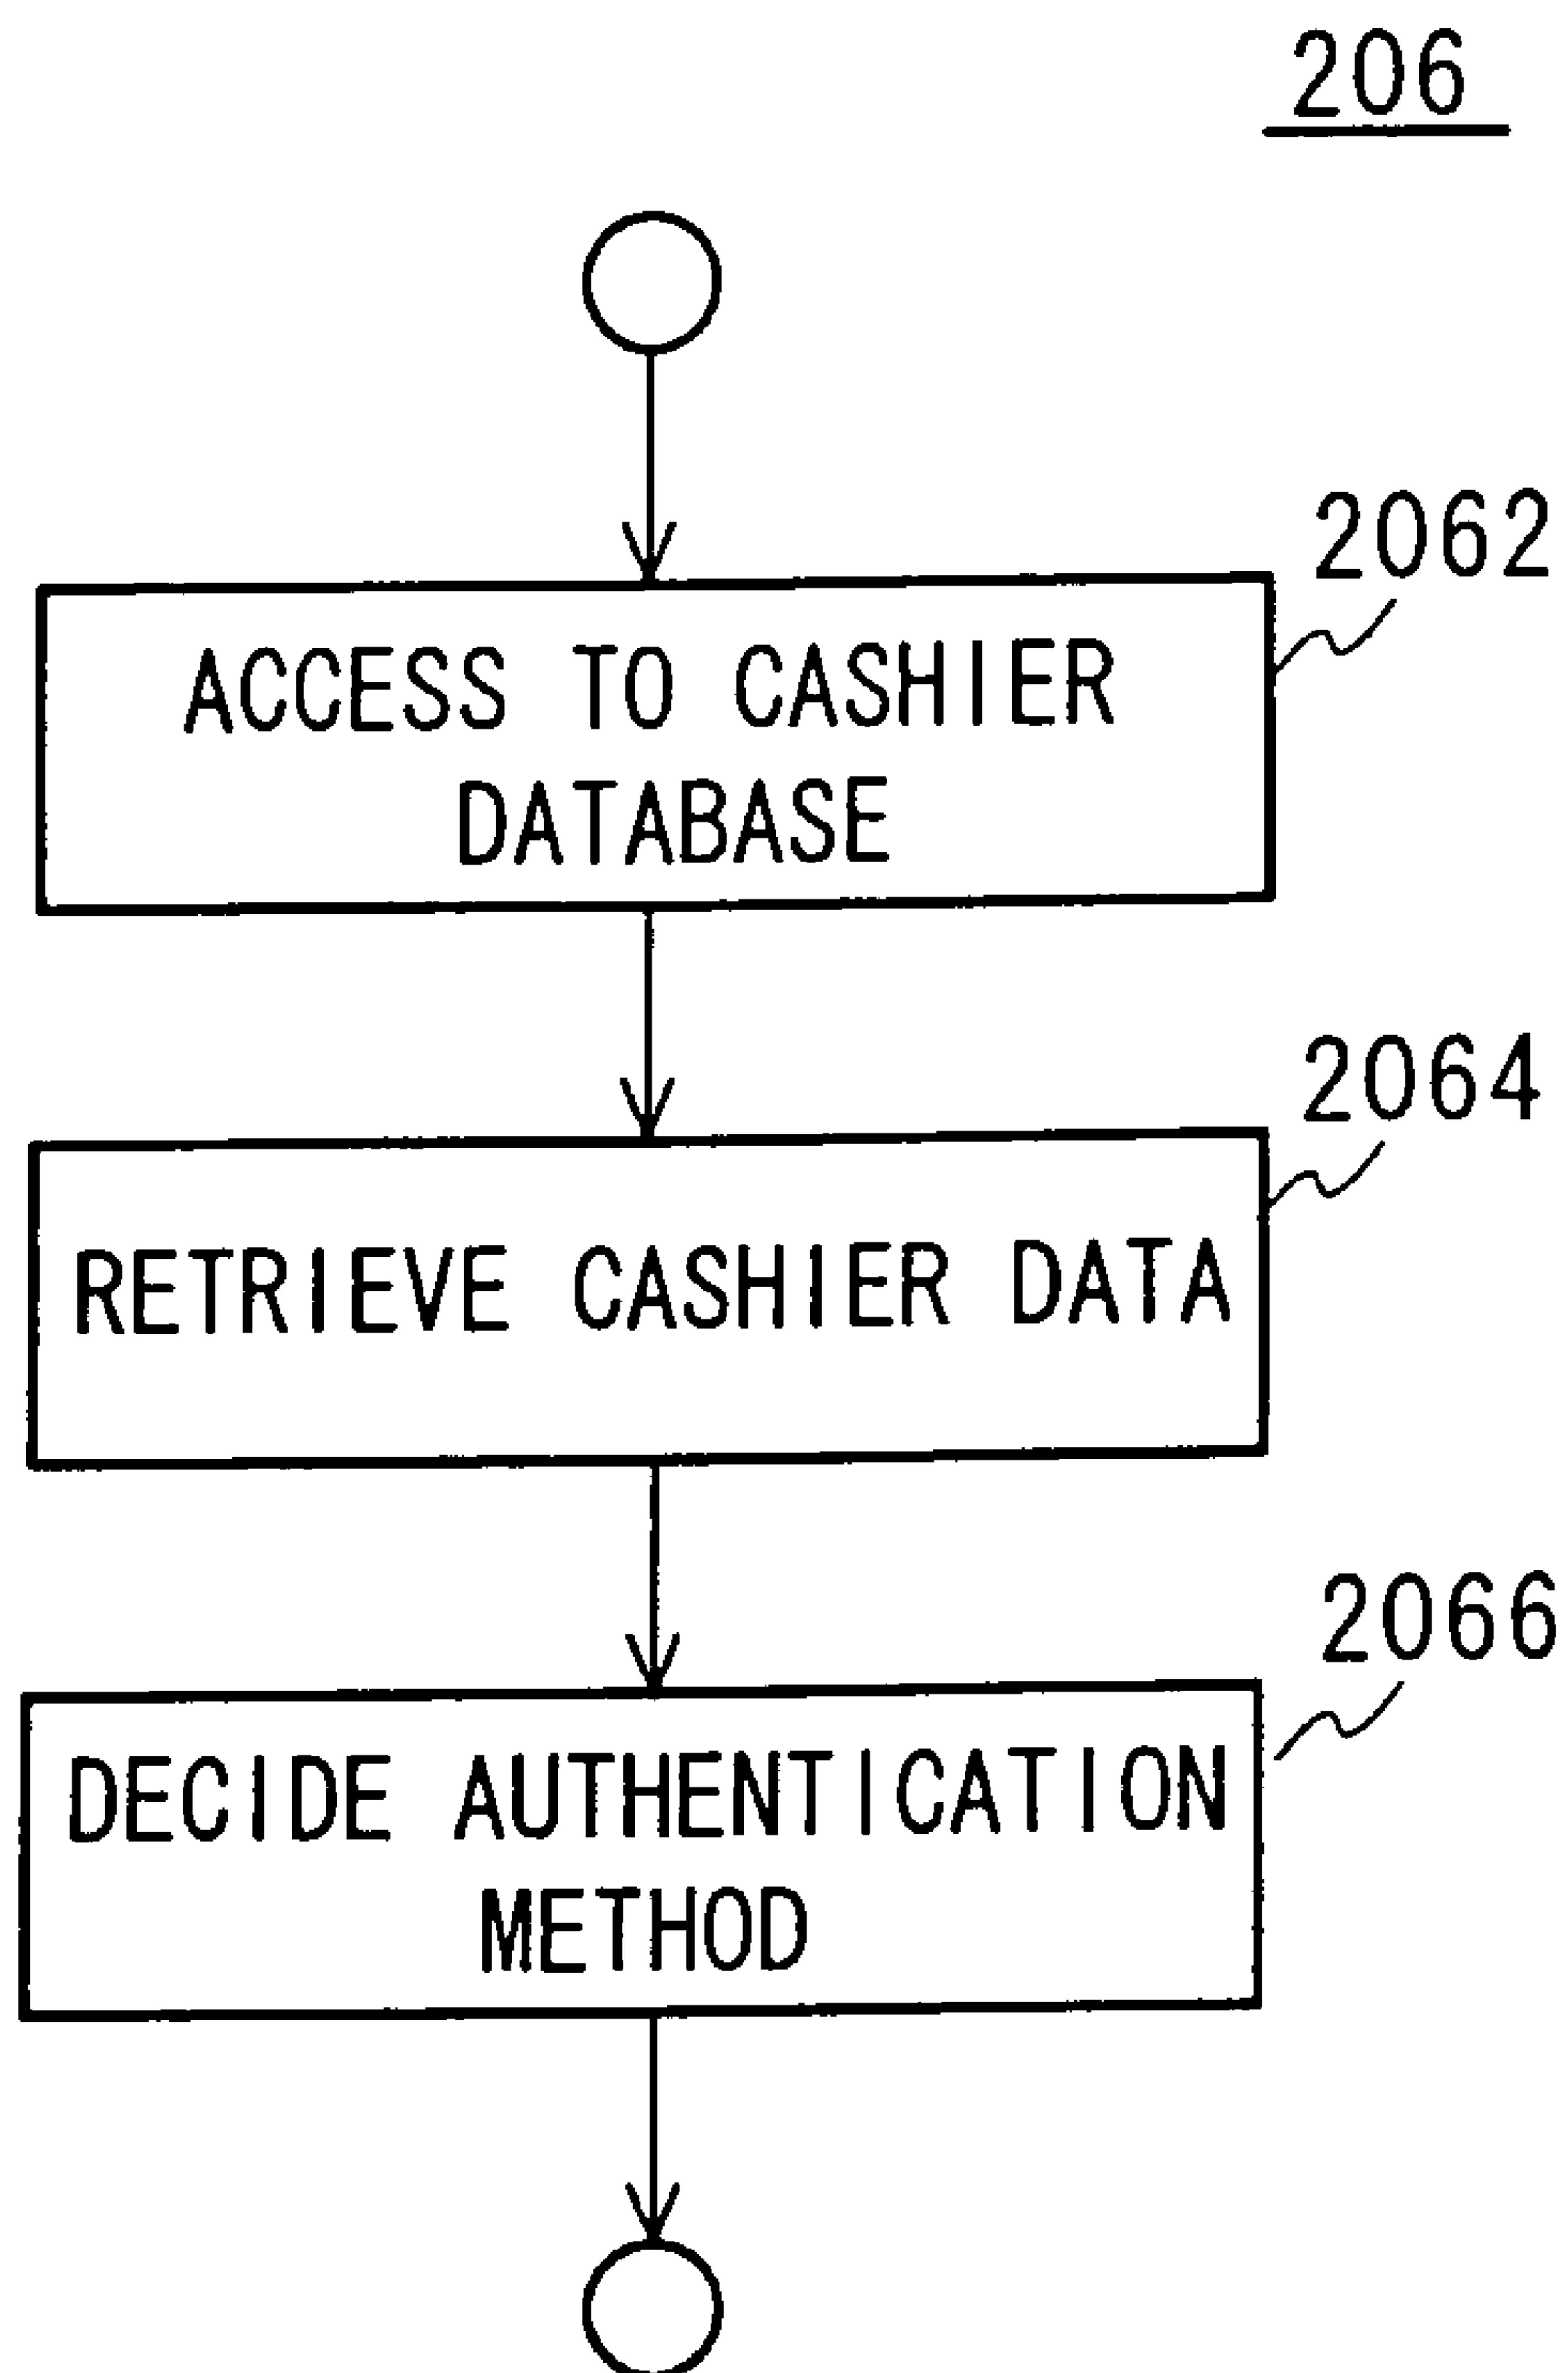 206
2062
ACCESS TO CASHIER
DATABASE
2064
RETRIEVE CASHIER DATA
2066
DECIDE AUTHENTICATION
METHOD